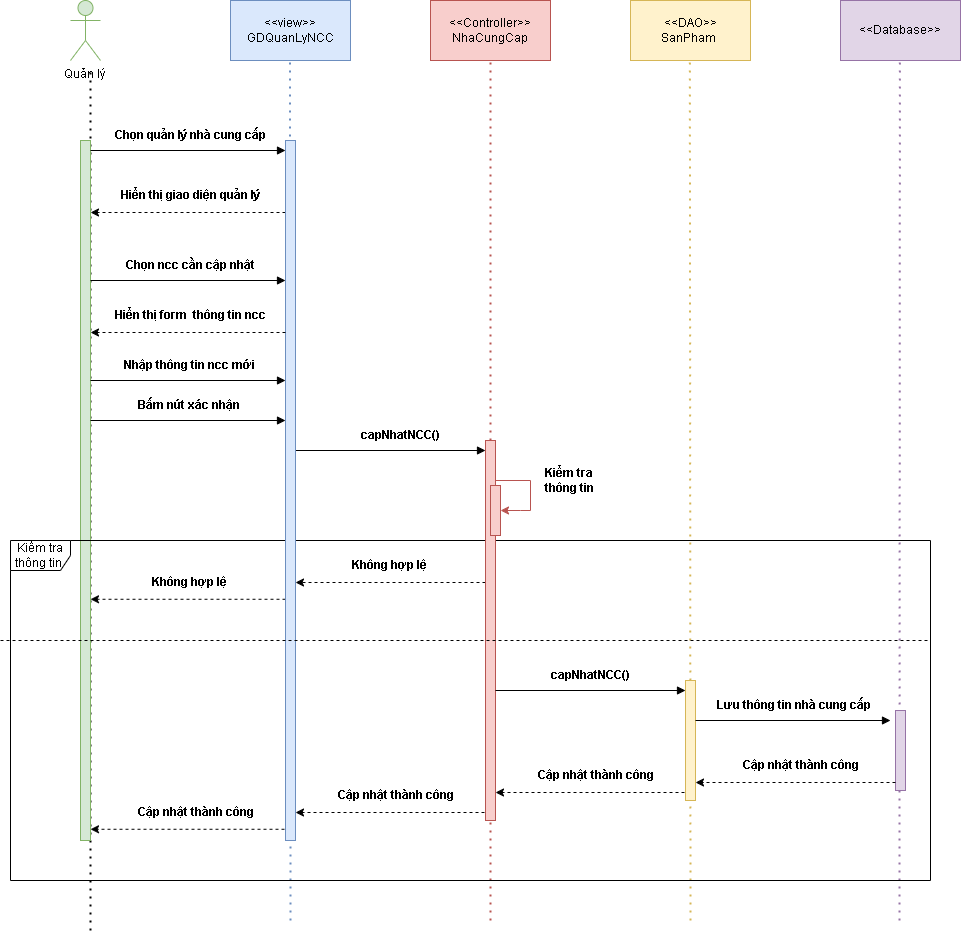 <<view>>
GDQuanLyNCC
<<Controller>>
NhaCungCap
<<DAO>>
SanPham
<<Database>>
Quản lý
Chọn quản lý nhà cung cấp
Hiển thị giao diện quản lý
Chọn ncc cần cập nhật
Hiển thị form thông tin ncc
Nhập thông tin ncc mới
Bấm nút xác nhận
capNhatNCC()
Kiểm tra
thông tin
Kiểm tra
thông tin
Không hợp lệ
Không hợp lệ
capNhatNCC()
Lưu thông tin nhà cung cấp
Cập nhật thành công
Cập nhật thành công
Cập nhật thành công
Cập nhật thành công